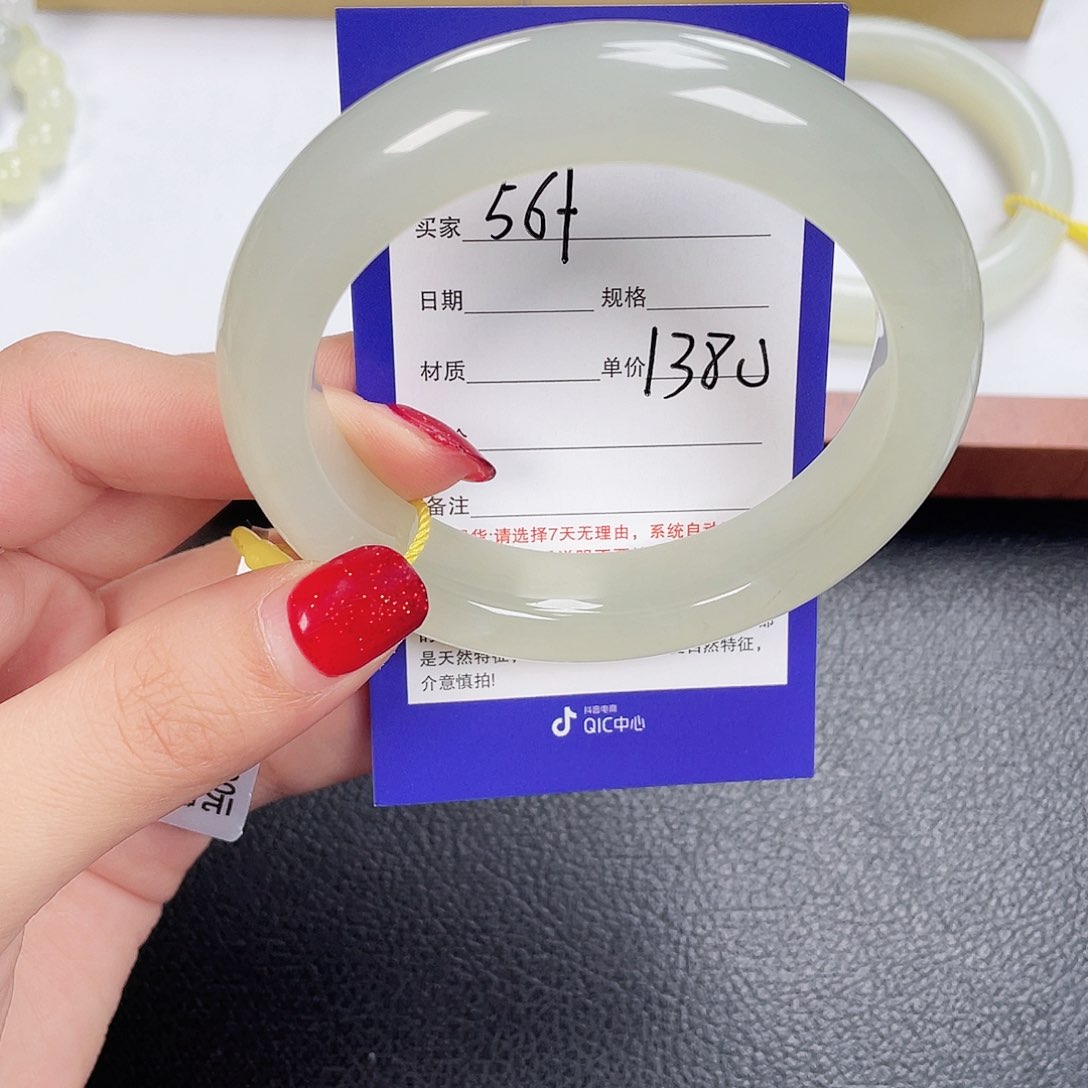 买家 56+
日期 规格
材质 单价 1380
备注
货:请选择7天无理由，系统自动
是天然特征，自然特征，
介意慎拍!
抖音电商
QIC中心